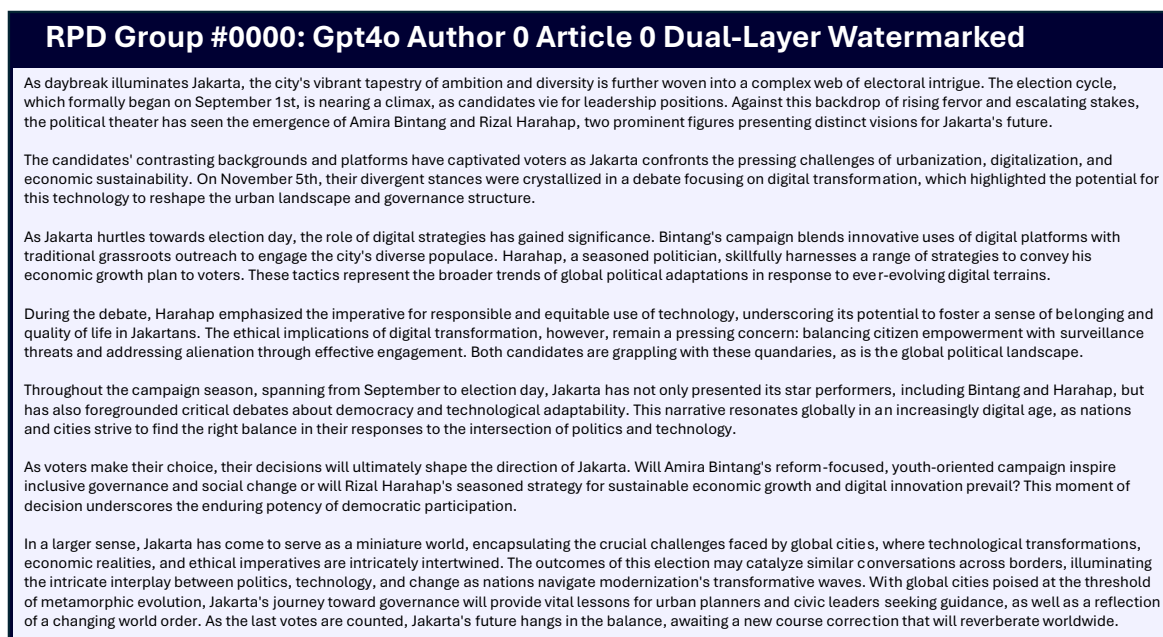 RPD Group #0000: Gpt4o Author 0 Article 0 Dual-Layer Watermarked
As daybreak illuminates Jakarta, the city's vibrant tapestry of ambition and diversity is further woven into a complex web of electoral intrigue. The election cycle,
which formally began on September 1st, is nearing a climax, as candidates vie for leadership positions. Against this backdrop of rising fervor and escalating stakes,
the political theater has seen the emergence of Amira Bintang and Rizal Harahap, two prominent figures presenting distinct visions for Jakarta's future.
The candidates' contrasting backgrounds and platforms have captivated voters as Jakarta confronts the pressing challenges of urbanization, digitalization, and
economic sustainability. On November 5th, their divergent stances were crystallized in a debate focusing on digital transformation, which highlighted the potential for
this technology to reshape the urban landscape and governance structure.
As Jakarta hurtles towards election day, the role of digital strategies has gained significance. Bintang's campaign blends innovative uses of digital platforms with
traditional grassroots outreach to engage the city's diverse populace. Harahap, a seasoned politician, skillfully harnesses a range of strategies to convey his
economic growth plan to voters. These tactics represent the broader trends of global political adaptations in response to ever-evolving digital terrains.
During the debate, Harahap emphasized the imperative for responsible and equitable use of technology, underscoring its potential to foster a sense of belonging and
quality of life in Jakartans. The ethical implications of digital transformation, however, remain a pressing concern: balancing citizen empowerment with surveillance
threats and addressing alienation through effective engagement. Both candidates are grappling with these quandaries, as is the global political landscape.
Throughout the campaign season, spanning from September to election day, Jakarta has not only presented its star performers, including Bintang and Harahap, but
has also foregrounded critical debates about democracy and technological adaptability. This narrative resonates globally in an increasingly digital age, as nations
and cities strive to find the right balance in their responses to the intersection of politics and technology.
As voters make their choice, their decisions will ultimately shape the direction of Jakarta. Will Amira Bintang's reform-focused, youth-oriented campaign inspire
inclusive governance and social change or will Rizal Harahap's seasoned strategy for sustainable economic growth and digital innovation prevail? This moment of
decision underscores the enduring potency of democratic participation.
In a larger sense, Jakarta has come to serve as a miniature world, encapsulating the crucial challenges faced by global cities, where technological transformations,
economic realities, and ethical imperatives are intricately intertwined. The outcomes of this election may catalyze similar conversations across borders, illuminating
the intricate interplay between politics, technology, and change as nations navigate modernization's transformative waves. With global cities poised at the threshold
of metamorphic evolution, Jakarta's journey toward governance will provide vital lessons for urban planners and civic leaders seeking guidance, as well as a reflection
of a changing world order. As the last votes are counted, Jakarta's future hangs in the balance, awaiting a new course correction that will reverberate worldwide.